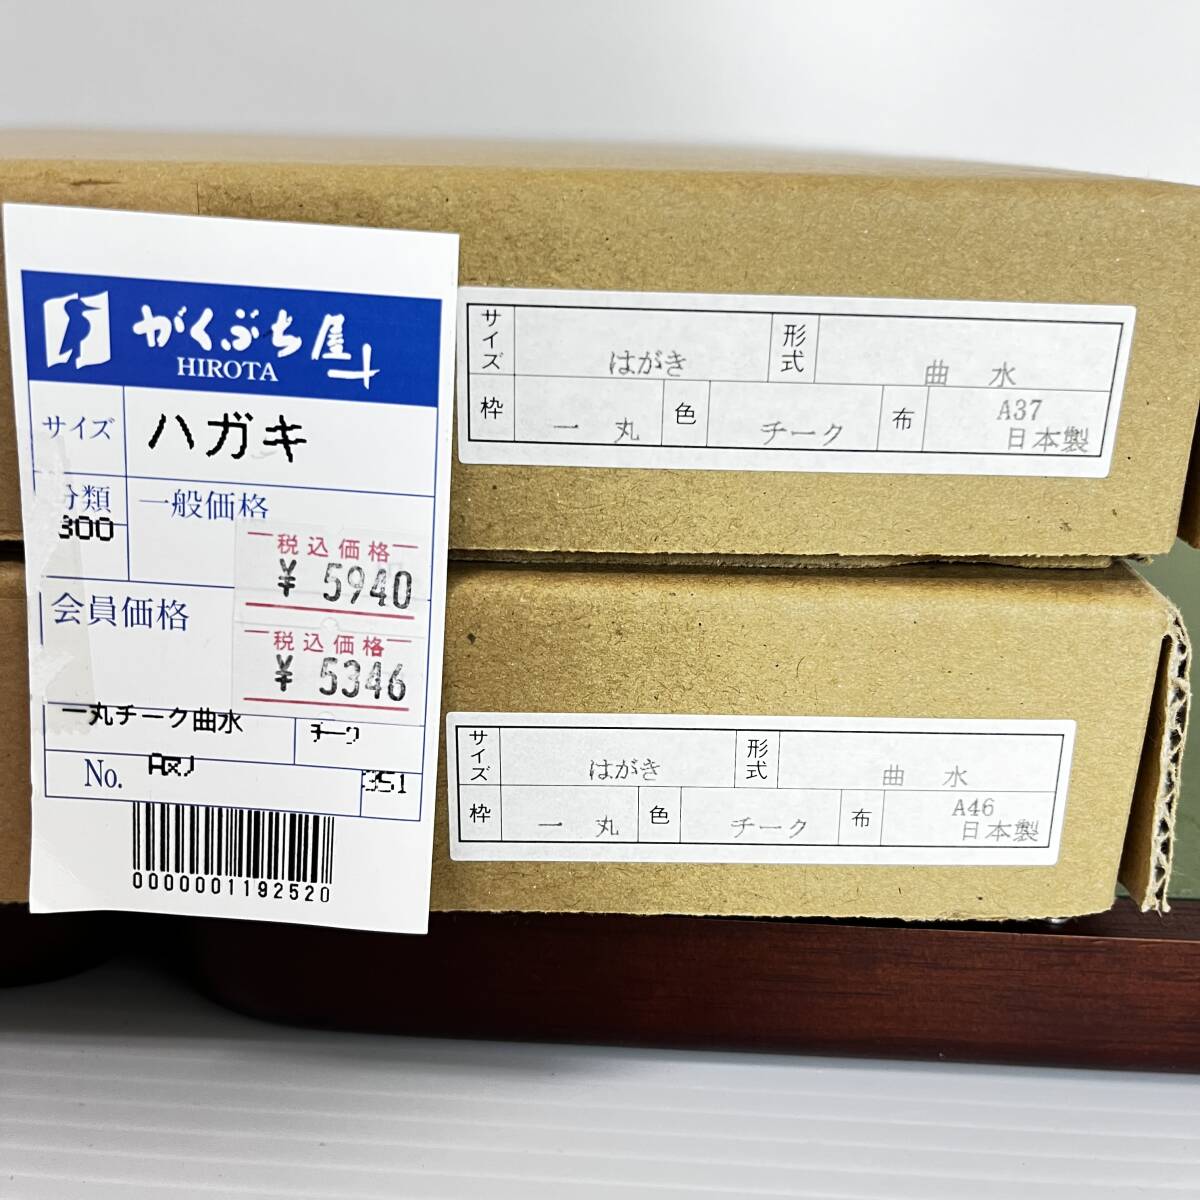 がくぶち屋
HIROTA
サイズ ハガキ
分類 一般価格
300
税込価格
¥ 5940
会員価格
税込価格
¥ 5346
一丸チーク曲水 チーク
No. 351
0000001192520
サイズ はがき 形式 曲 水
枠 一 丸 色 チーク 布 A37
日本製
サイズ はがき 形式 曲 水
枠 一 丸 色 チーク 布 A46
日本製